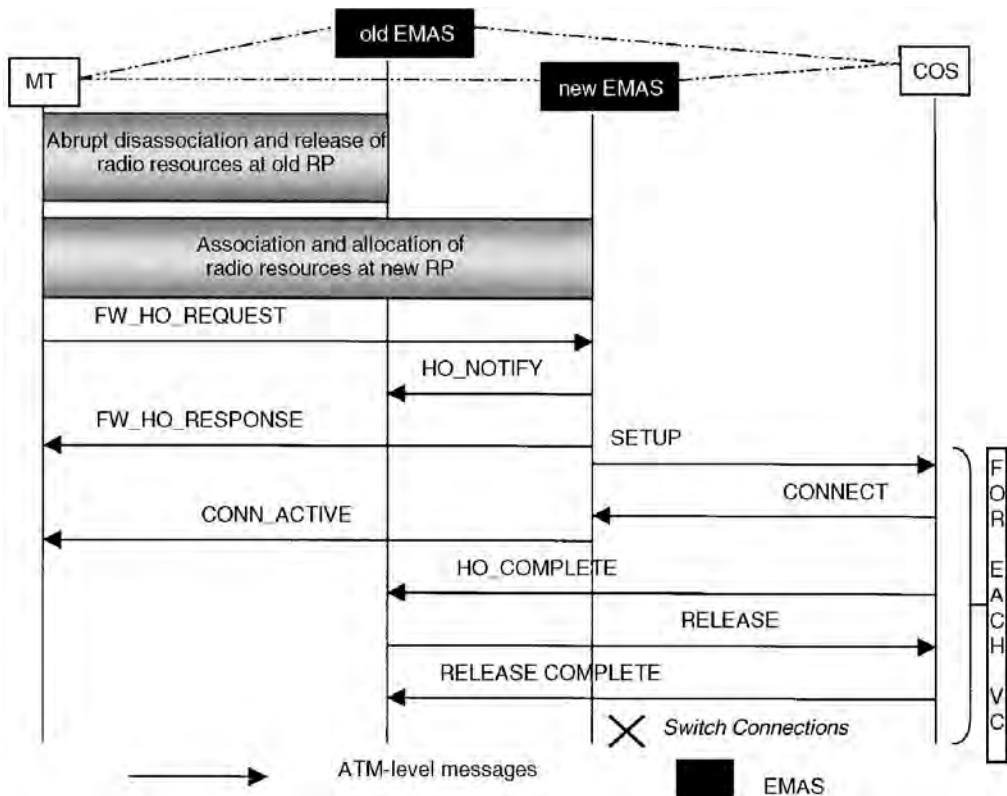 old EMAS
MT
new EMAS
COS
Abrupt disassociation and release of
radio resources at old RP
Association and allocation of
radio resources at new RP
FW_HO_REQUEST
HO_NOTIFY
FW_HO_RESPONSE
SETUP
CONNECT
CONN_ACTIVE
HO_COMPLETE
RELEASE
RELEASE COMPLETE
FOR EACH VC
Switch Connections
ATM-level messages
EMAS